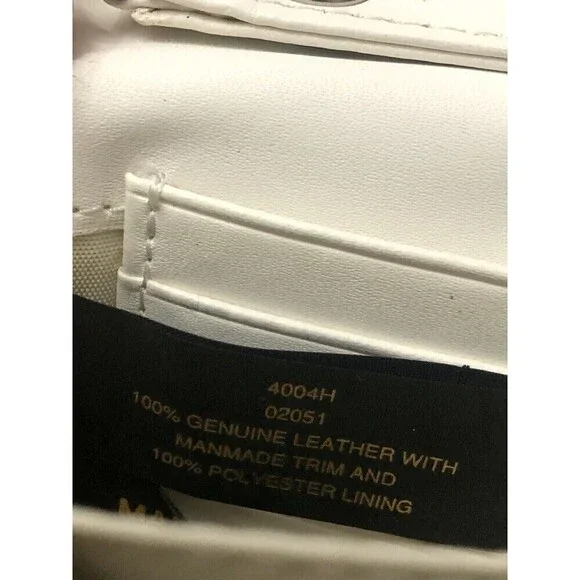 4004H
02051
100% GENUINE LEATHER WITH
MANMADE TRIM AND
100% POLYESTER LINING